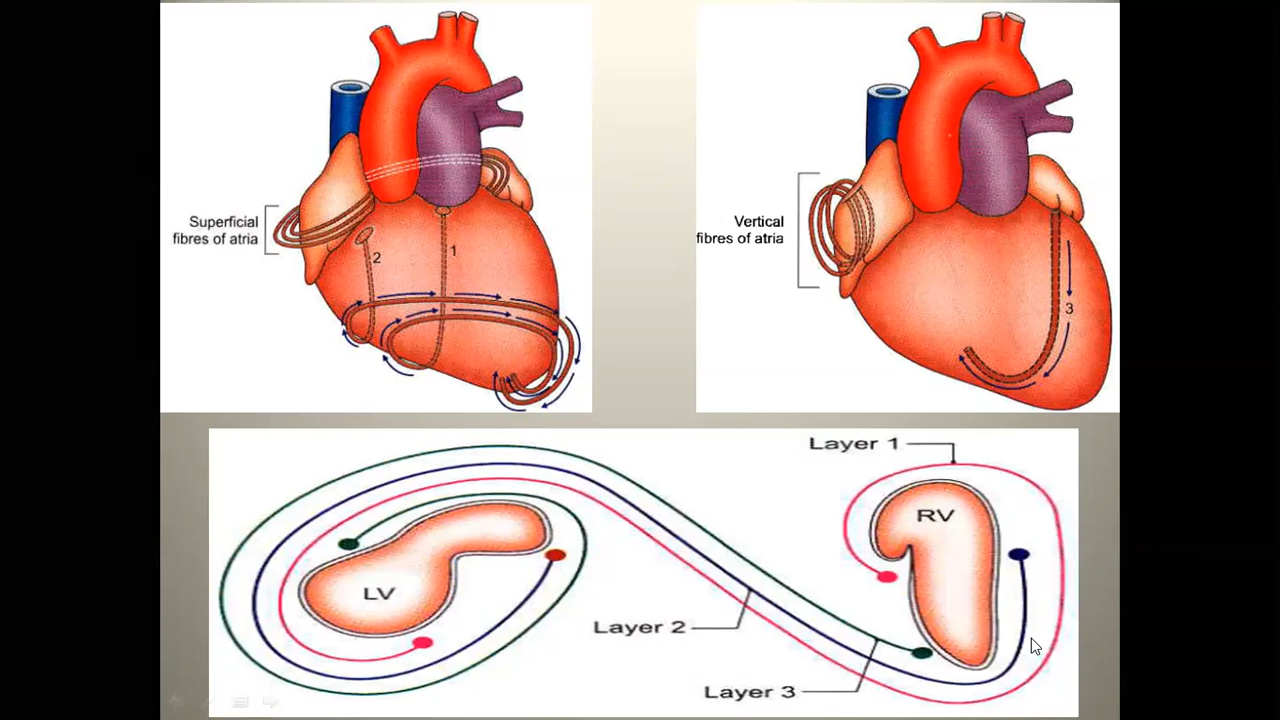 Superficial
fibres of atria
2
1
Vertical
fibres of atria
3
Layer 1
RV
LV
Layer 2
Layer 3